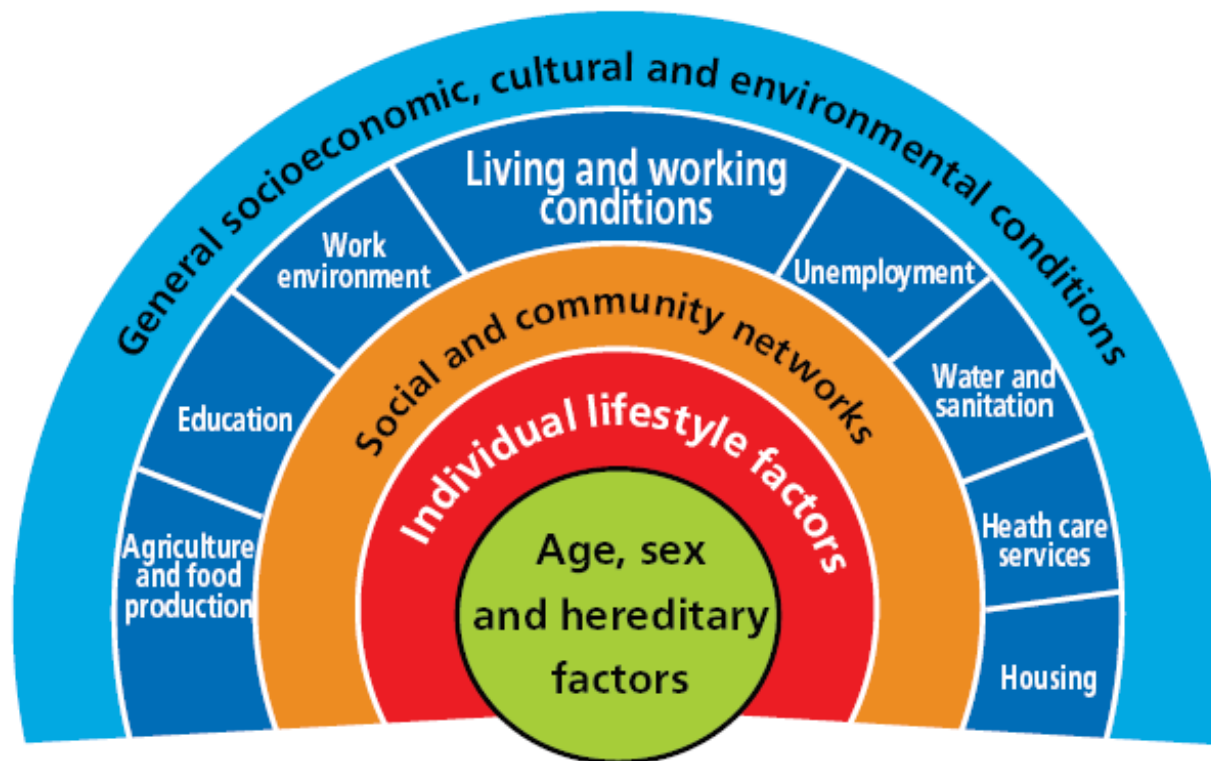 General socioeconomic, cultural and environmental conditions
Living and working
conditions
Work
environment
Unemployment
Education
Water and
sanitation
Agriculture
and food
production
Heath care
services
Housing
Social and community networks
Individual lifestyle factors
Age, sex
and hereditary
factors